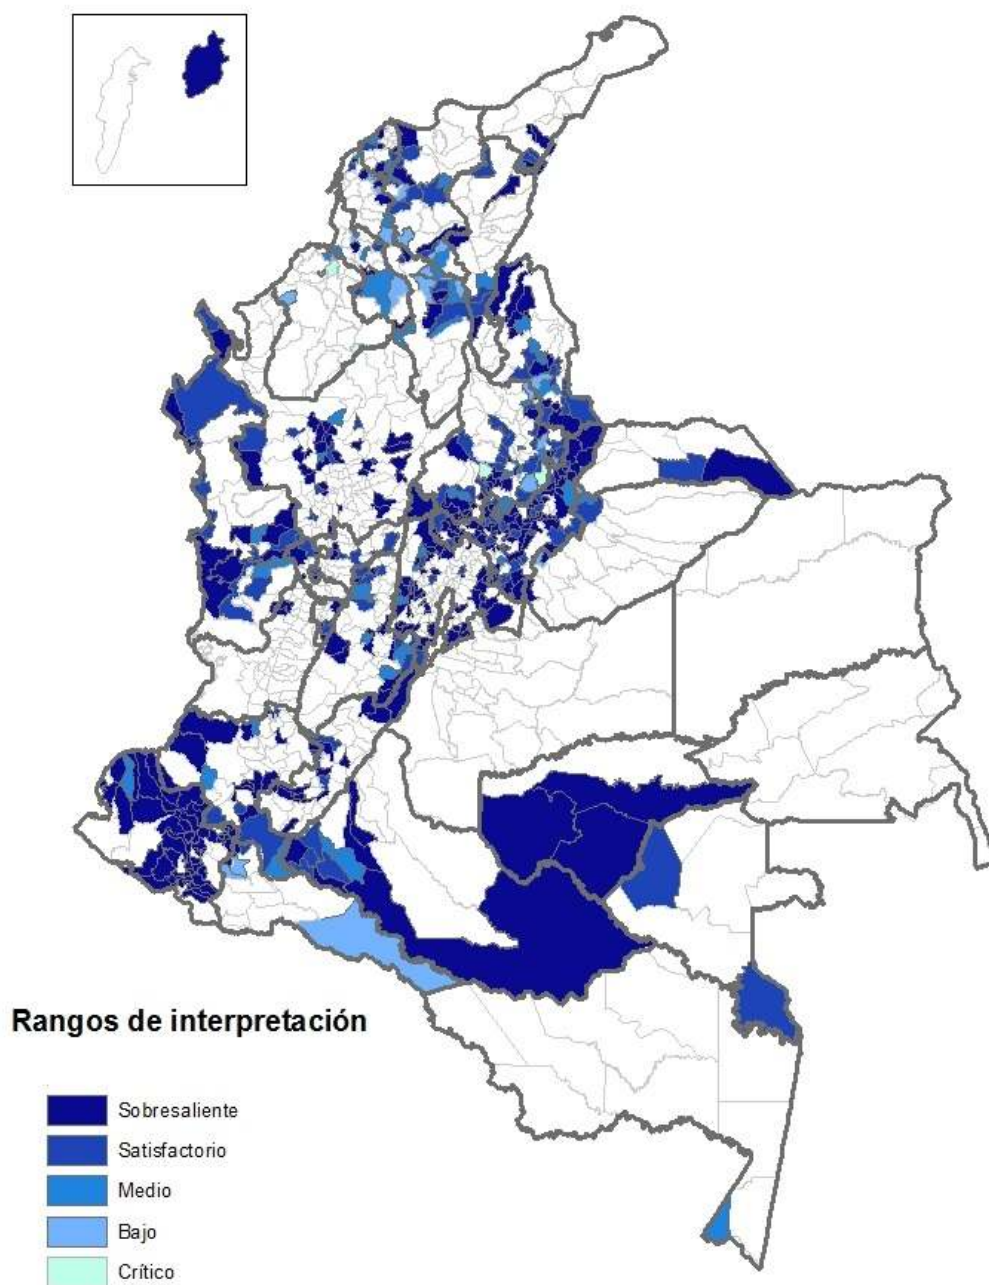 Rangos de interpretación
Sobresaliente
Satisfactorio
Medio
Bajo
Crítico